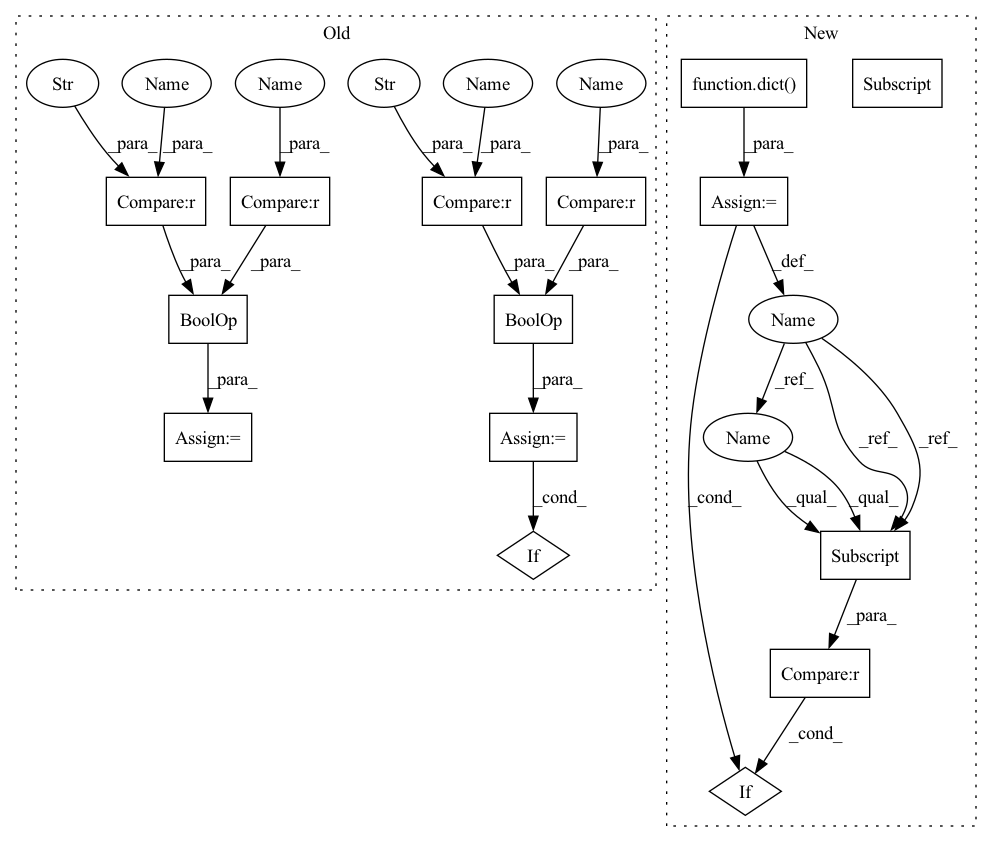 Old
New
Str
Name
Name
Str
Name
Name
function.dict()
Subscript
_para_
_para_
_para_
_para_
_para_
_para_
_para_
Compare:r
Compare:r
Compare:r
Compare:r
Assign:=
_para_
_para_
_para_
_para_
_def_
BoolOp
BoolOp
Name
_para_
_para_
_ref_
Assign:=
Assign:=
Name
_ref_
_ref_
_cond_
_cond_
_qual_
_qual_
If
Subscript
_para_
Compare:r
_cond_
If